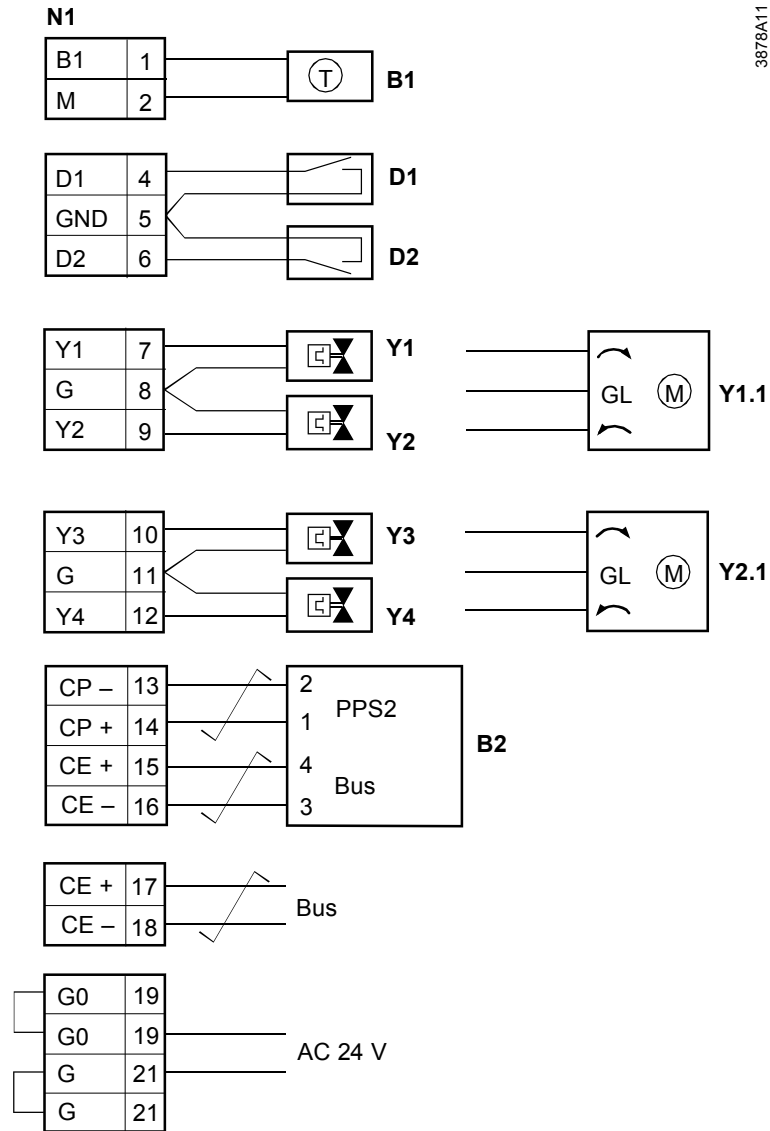 N1
3878A11
B1 1
M 2
T
B1
D1 4
GND 5
D2 6
D1
D2
Y1 7
G 8
Y2 9
Y1
Y2
GL M
Y1.1
Y3 10
G 11
Y4 12
Y3
Y4
GL M
Y2.1
CP – 13
CP + 14
CE + 15
CE – 16
2
1
PPS2
4
3
Bus
B2
CE + 17
CE – 18
Bus
G0 19
G0 19
G 21
G 21
AC 24 V